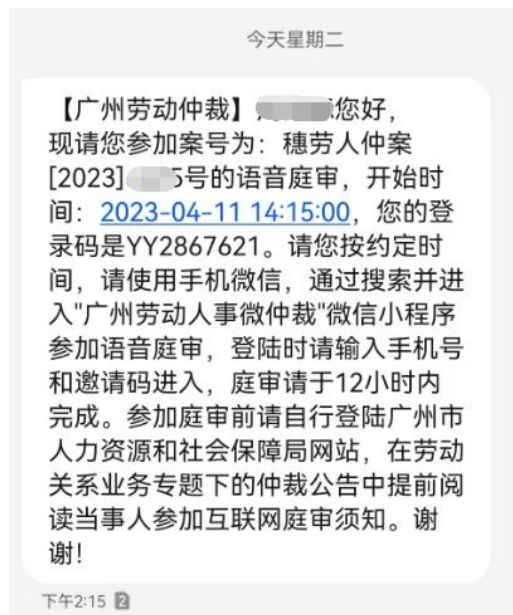 今天星期二
【广州劳动仲裁】您好，
现请您参加案号为：穗劳人仲案
[2023]5号的语音庭审，开始时
间：2023-04-11 14:15:00，您的登
录码是YY2867621。请您按约定时
间，请使用手机微信，通过搜索并进
入"广州劳动人事微仲裁"微信小程序
参加语音庭审，登陆时请输入手机号
和邀请码进入，庭审请于12小时内
完成。参加庭审前请自行登陆广州市
人力资源和社会保障局网站，在劳动
关系业务专题下的仲裁公告中提前阅
读当事人参加互联网庭审须知。谢
谢!
下午2:15 2